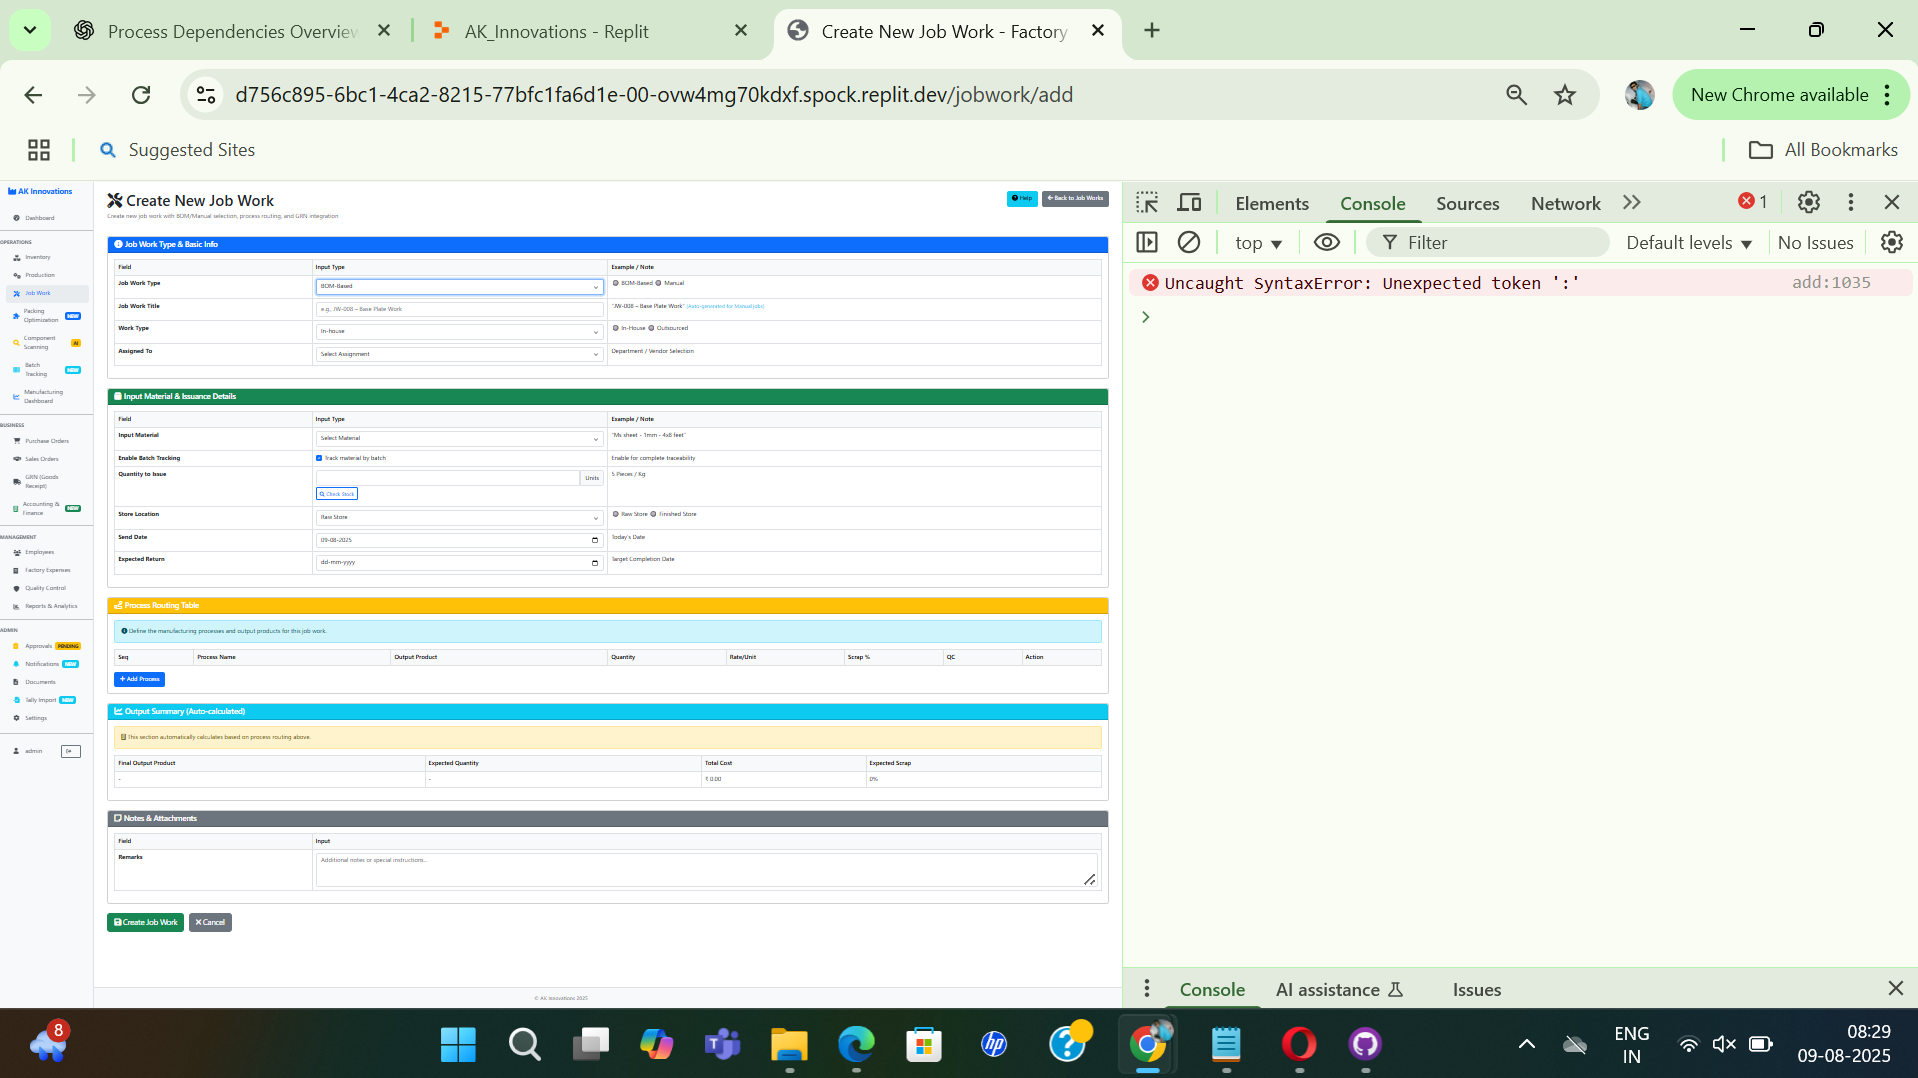 Process Dependencies Overview
AK_Innovations - Replit
Create New Job Work - Factory
d756c895-6bc1-4ca2-8215-77bfc1fa6d1e-00-ovw4mg70kdxf.spock.replit.dev/jobwork/add
New Chrome available
Suggested Sites
All Bookmarks
AK Innovations
Dashboard
OPERATIONS
Inventory
Production
Job Work
Packing Optimization NEW
Component Scanning AI
Batch Tracking NEW
Manufacturing Dashboard
BUSINESS
Purchase Orders
Sales Orders
GRN (Goods Receipt)
Accounting & Finance NEW
MANAGEMENT
Employees
Factory Expenses
Quality Control
Reports & Analytics
ADMIN
Approvals PENDING
Notifications NEW
Documents
Tally Import NEW
Settings
admin
Create New Job Work
Create new job work with BOM/Manual selection, process routing, and GRN integration
Help
Back to Job Works
Job Work Type & Basic Info
Field Input Type Example / Note
Job Work Type BOM-Based BOM-Based Manual
Job Work Title e.g., JW-008 – Base Plate Work "JW-008 – Base Plate Work" (Auto-generated for Manual jobs)
Work Type In-house In-House Outsourced
Assigned To Select Assignment Department / Vendor Selection
Input Material & Issuance Details
Field Input Type Example / Note
Input Material Select Material "Ms sheet - 1mm - 4x8 feet"
Enable Batch Tracking Track material by batch Enable for complete traceability
Quantity to Issue Units 5 Pieces / Kg
Check Stock
Store Location Raw Store Raw Store Finished Store
Send Date 09-08-2025 Today's Date
Expected Return dd-mm-yyyy Target Completion Date
Process Routing Table
Define the manufacturing processes and output products for this job work.
Seq Process Name Output Product Quantity Rate/Unit Scrap % QC Action
+ Add Process
Output Summary (Auto-calculated)
This section automatically calculates based on process routing above.
Final Output Product Expected Quantity Total Cost Expected Scrap
- - ₹ 0.00 0%
Notes & Attachments
Field Input
Remarks Additional notes or special instructions...
Create Job Work
Cancel
© AK Innovations 2025
Elements Console Sources Network 1
top Filter Default levels No Issues
Uncaught SyntaxError: Unexpected token ':' add:1035
Console AI assistance Issues
8
ENG
IN
08:29
09-08-2025